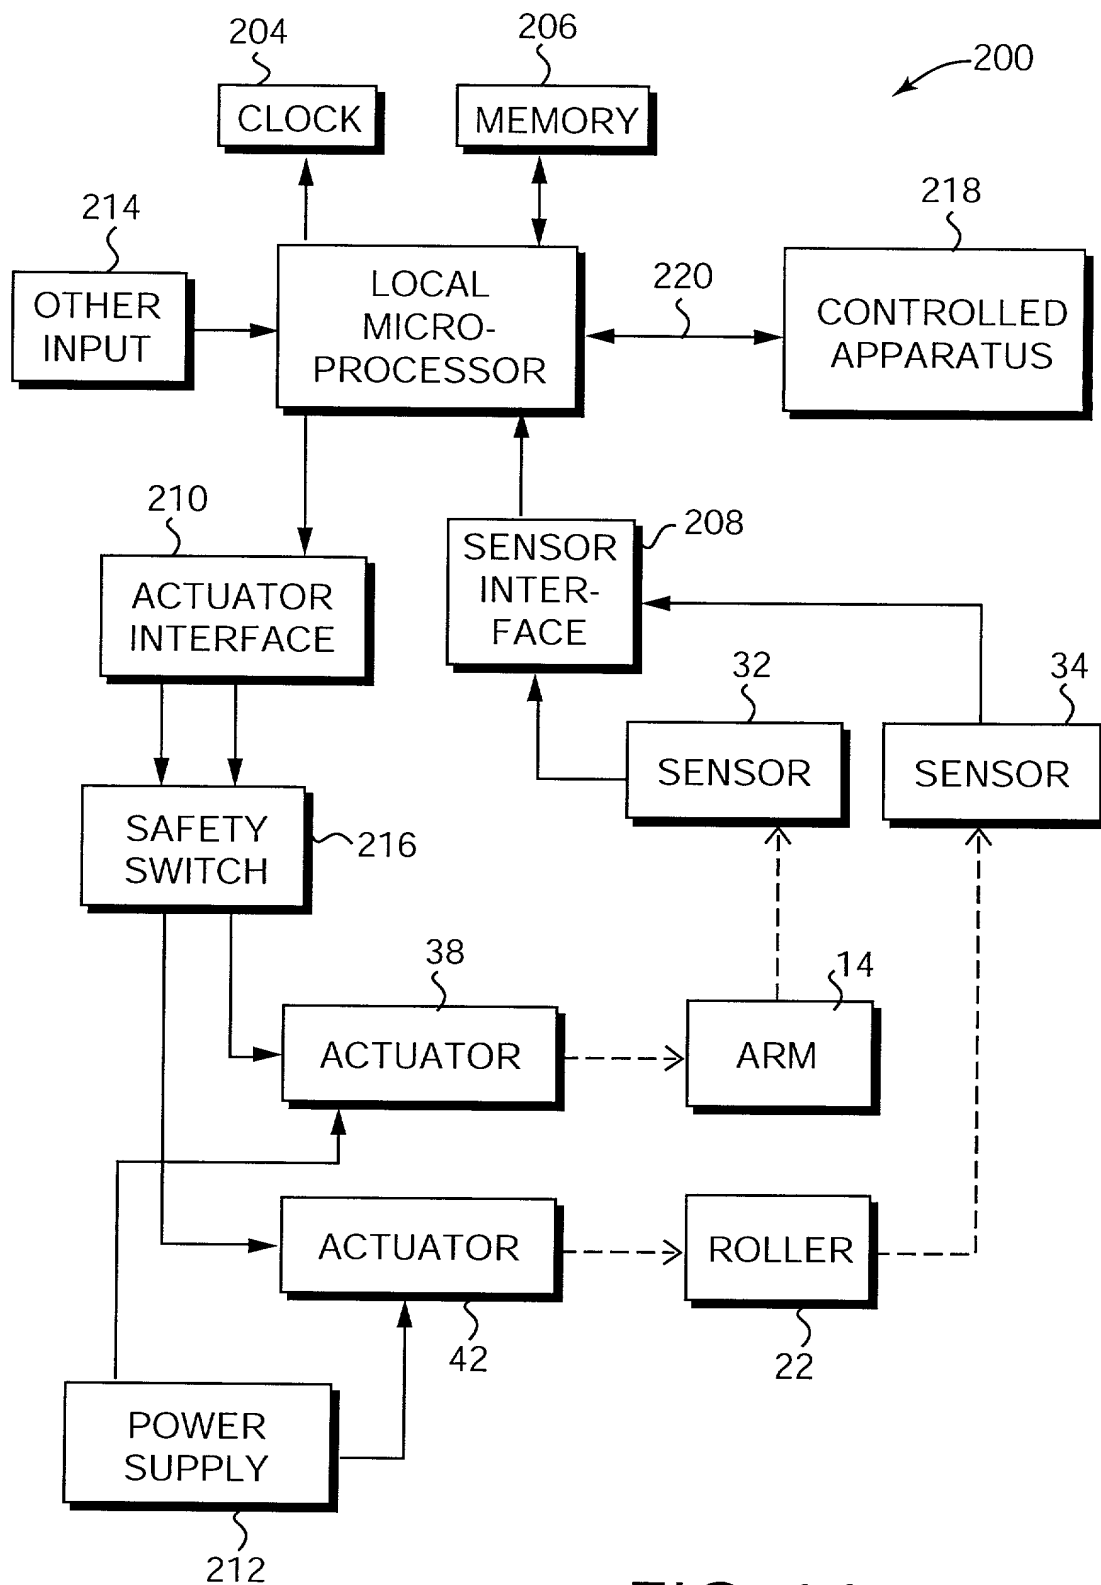 204
206
200
CLOCK
MEMORY
214
218
OTHER
INPUT
LOCAL
MICRO-
PROCESSOR
220
CONTROLLED
APPARATUS
210
208
ACTUATOR
INTERFACE
SENSOR
INTER-
FACE
32
34
SENSOR
SENSOR
SAFETY
SWITCH
216
38
14
ACTUATOR
ARM
ACTUATOR
ROLLER
42
22
POWER
SUPPLY
212